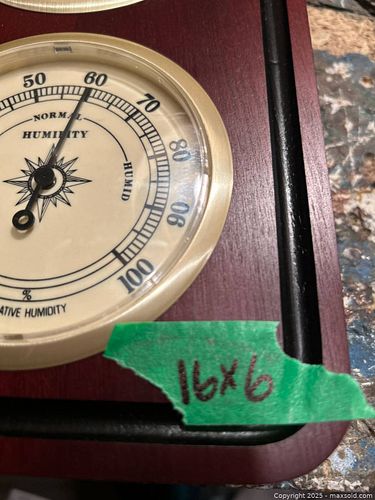 50 60 70 80 90 100
NORMAL
HUMIDITY
HUMID
%
ATIVE HUMIDITY
16x6
Copyright 2025 - maxsold.com